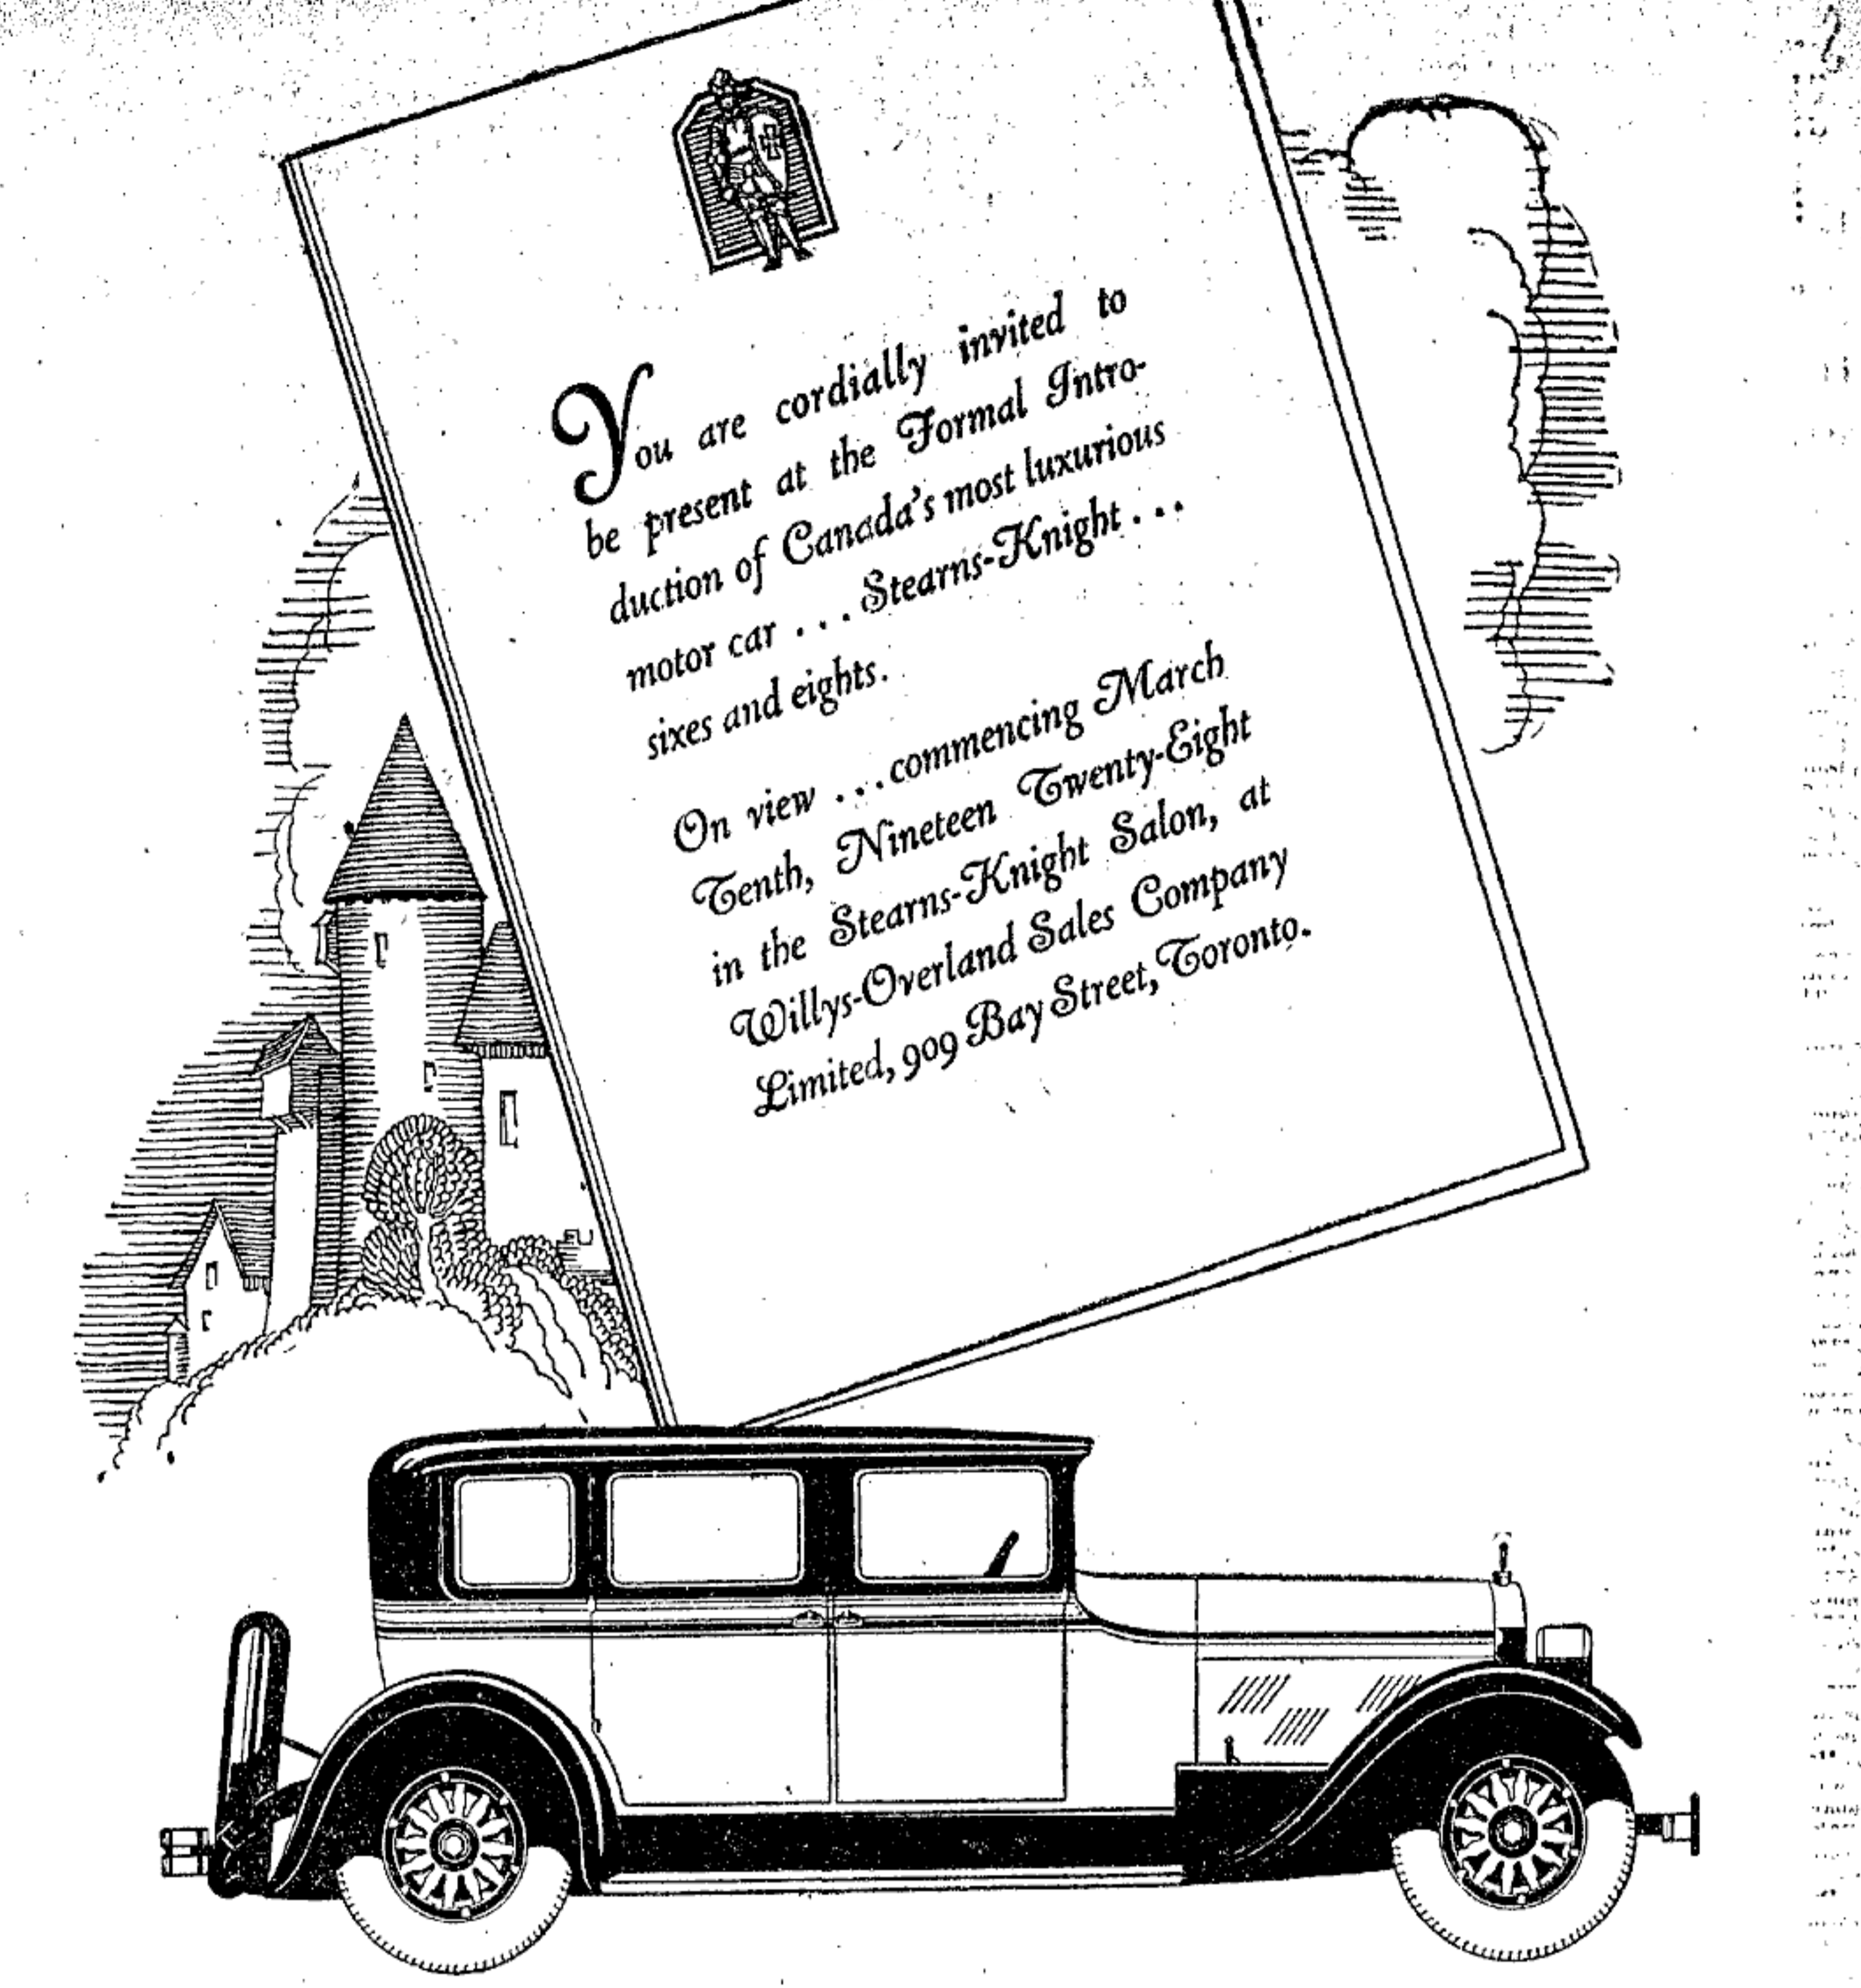 You are cordially invited to
be present at the Formal Intro-
duction of Canada's most luxurious
motor car ... Stearns-Knight ...
sixes and eights.
On view ... commencing March
Tenth, Nineteen Twenty-Eight
in the Stearns-Knight Salon, at
Willys-Overland Sales Company
Limited, 909 Bay Street, Toronto.